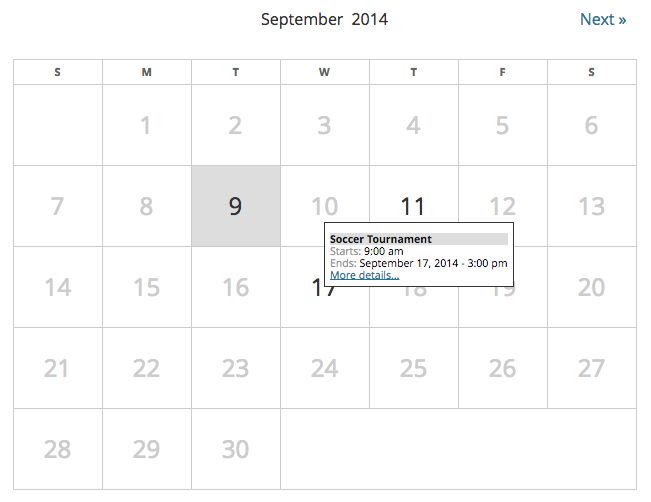 September 2014 Next »
S M T W T F S
1 2 3 4 5 6
7 8 9 10 11 12 13
Soccer Tournament
Starts: 9:00 am
Ends: September 17, 2014 - 3:00 pm
More details...
14 15 16 17 18 19 20
21 22 23 24 25 26 27
28 29 30